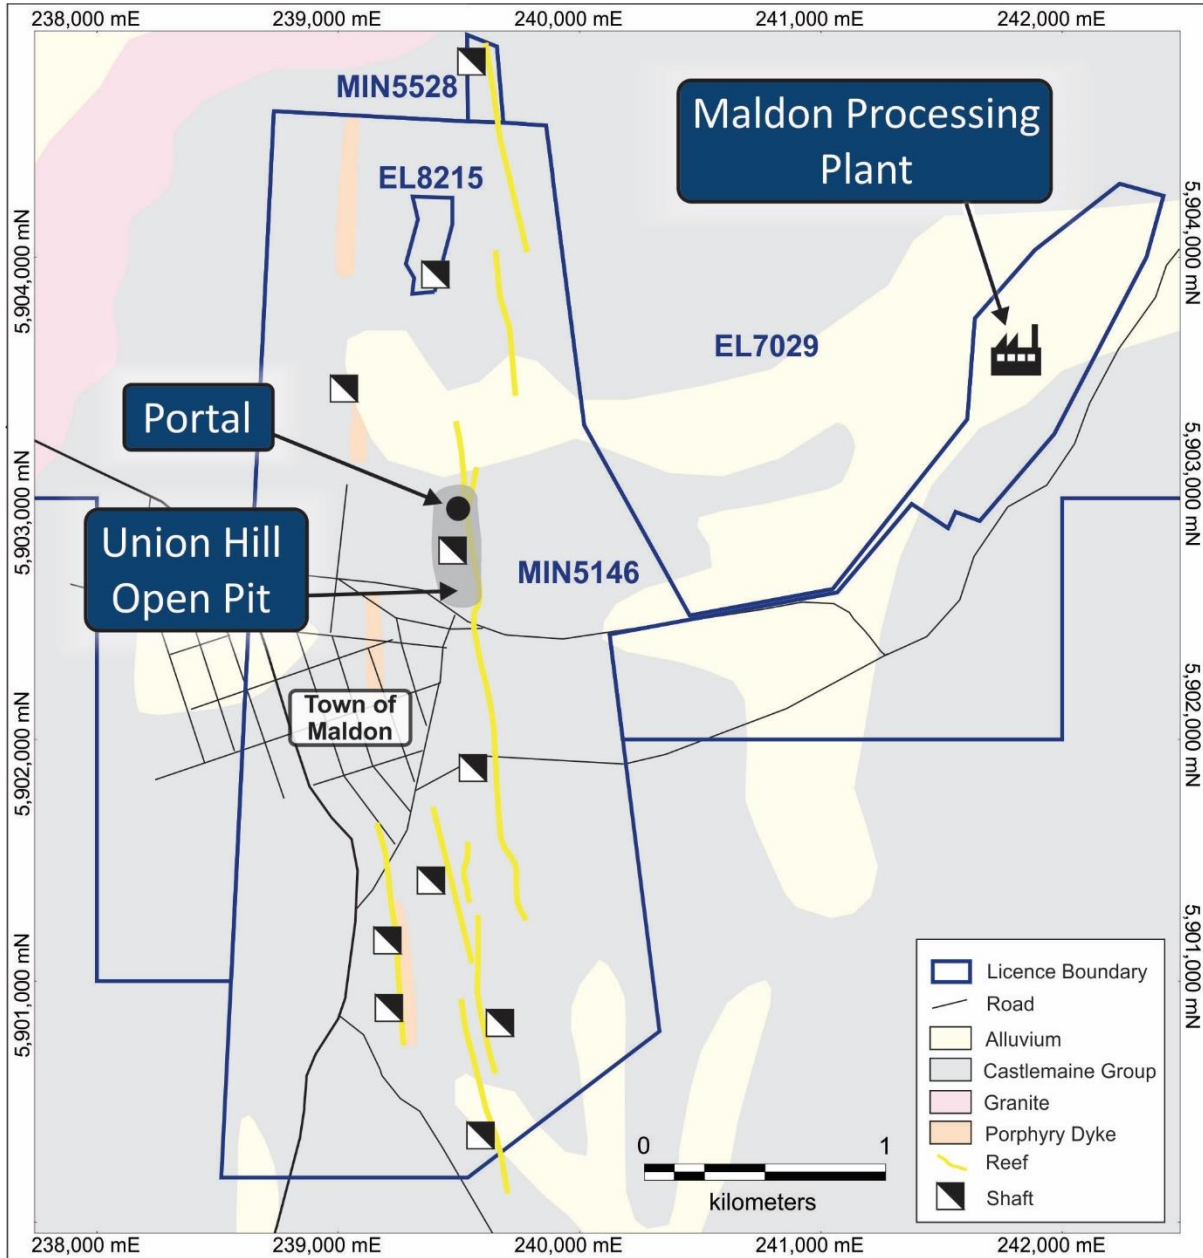 238,000 mE
239,000 mE
240,000 mE
241,000 mE
242,000 mE
MIN5528
Maldon Processing
Plant
EL8215
5,904,000 mN
5,904,000 mN
EL7029
Portal
5,903,000 mN
5,903,000 mN
Union Hill
Open Pit
MIN5146
Town of
Maldon
5,902,000 mN
5,902,000 mN
5,901,000 mN
5,901,000 mN
Licence Boundary
Road
Alluvium
Castlemaine Group
Granite
Porphyry Dyke
Reef
Shaft
0
1
kilometers
238,000 mE
239,000 mE
240,000 mE
241,000 mE
242,000 mE